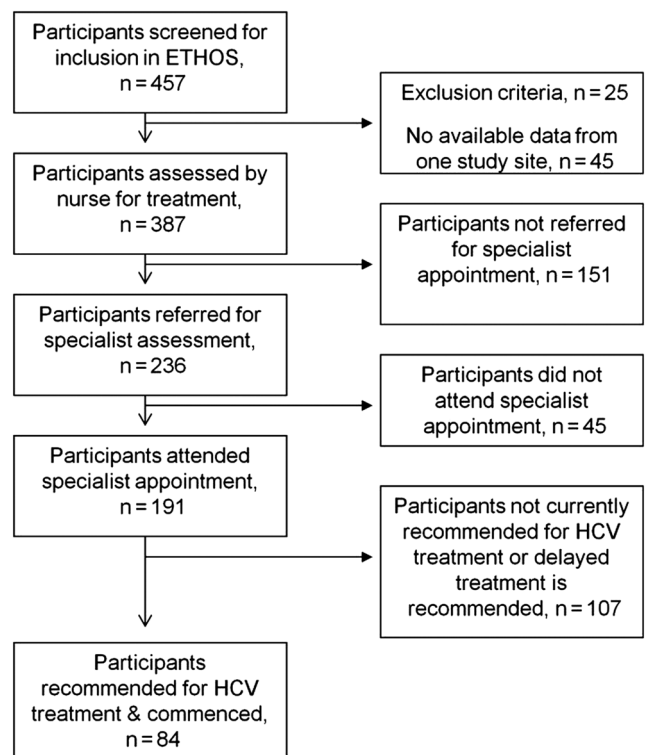 Participants screened for
inclusion in ETHOS,
n = 457
Exclusion criteria, n = 25
No available data from
one study site, n = 45
Participants assessed by
nurse for treatment,
n = 387
Participants not referred
for specialist
appointment, n = 151
Participants referred for
specialist assessment,
n = 236
Participants did not
attend specialist
appointment, n = 45
Participants attended
specialist appointment,
n = 191
Participants not currently
recommended for HCV
treatment or delayed
treatment is
recommended, n = 107
Participants
recommended for HCV
treatment & commenced,
n = 84